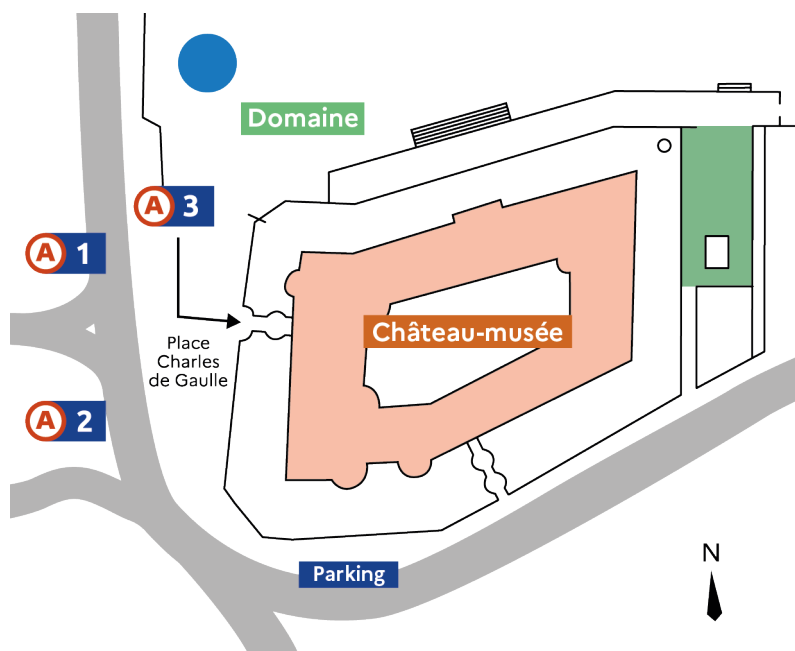 Domaine
A 3
A 1
Château-musée
Place
Charles
de Gaulle
A 2
N
Parking